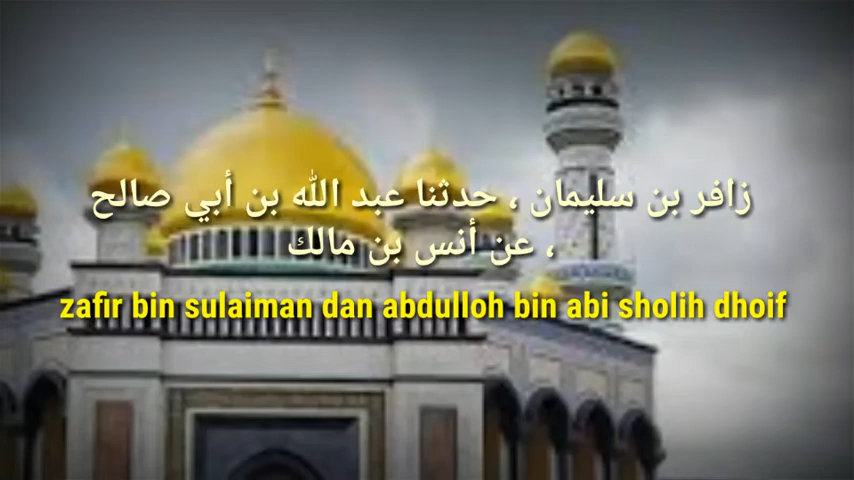 زافر بن سليمان ، حدثنا عبد الله بن أبي صالح
، عن أنس بن مالك
zafir bin sulaiman dan abdulloh bin abi sholih dhoif